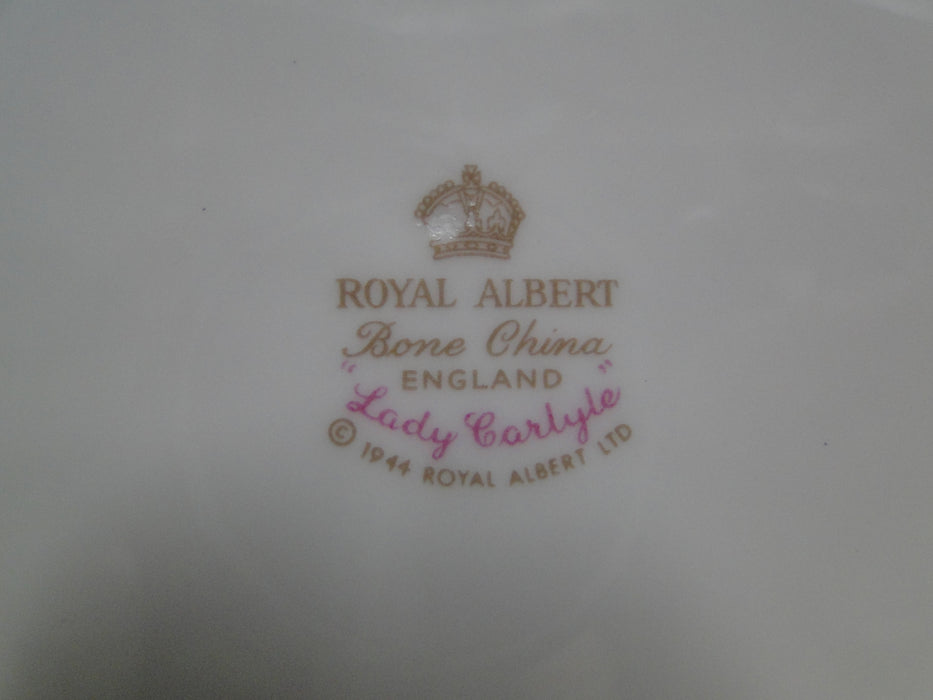 ROYAL ALBERT
Bone China
ENGLAND
"Lady Carlyle"
© 1944 ROYAL ALBERT LTD